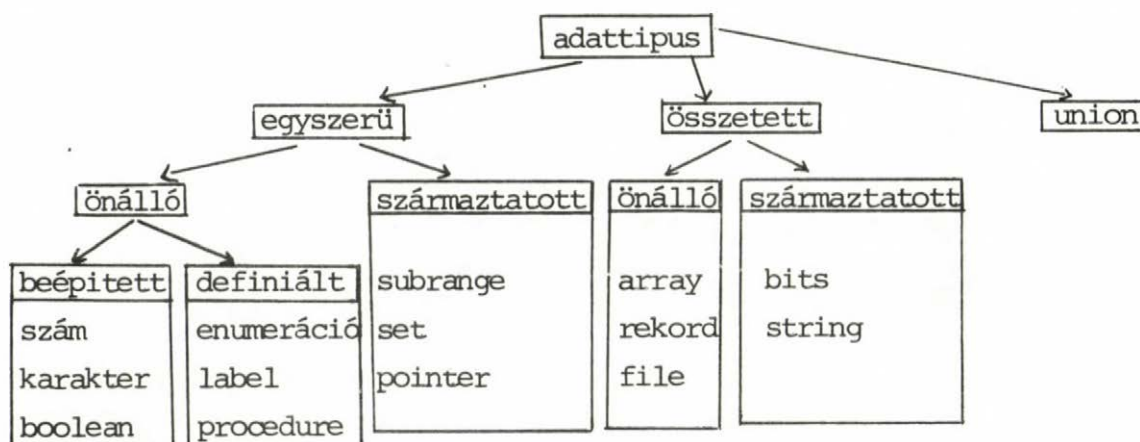 adattipus
egyszerü
összetett
union
önálló
származtatott
önálló
származtatott
beépitett
definiált
subrange
array
bits
szám
enumeráció
set
rekord
string
karakter
label
pointer
file
boolean
procedure